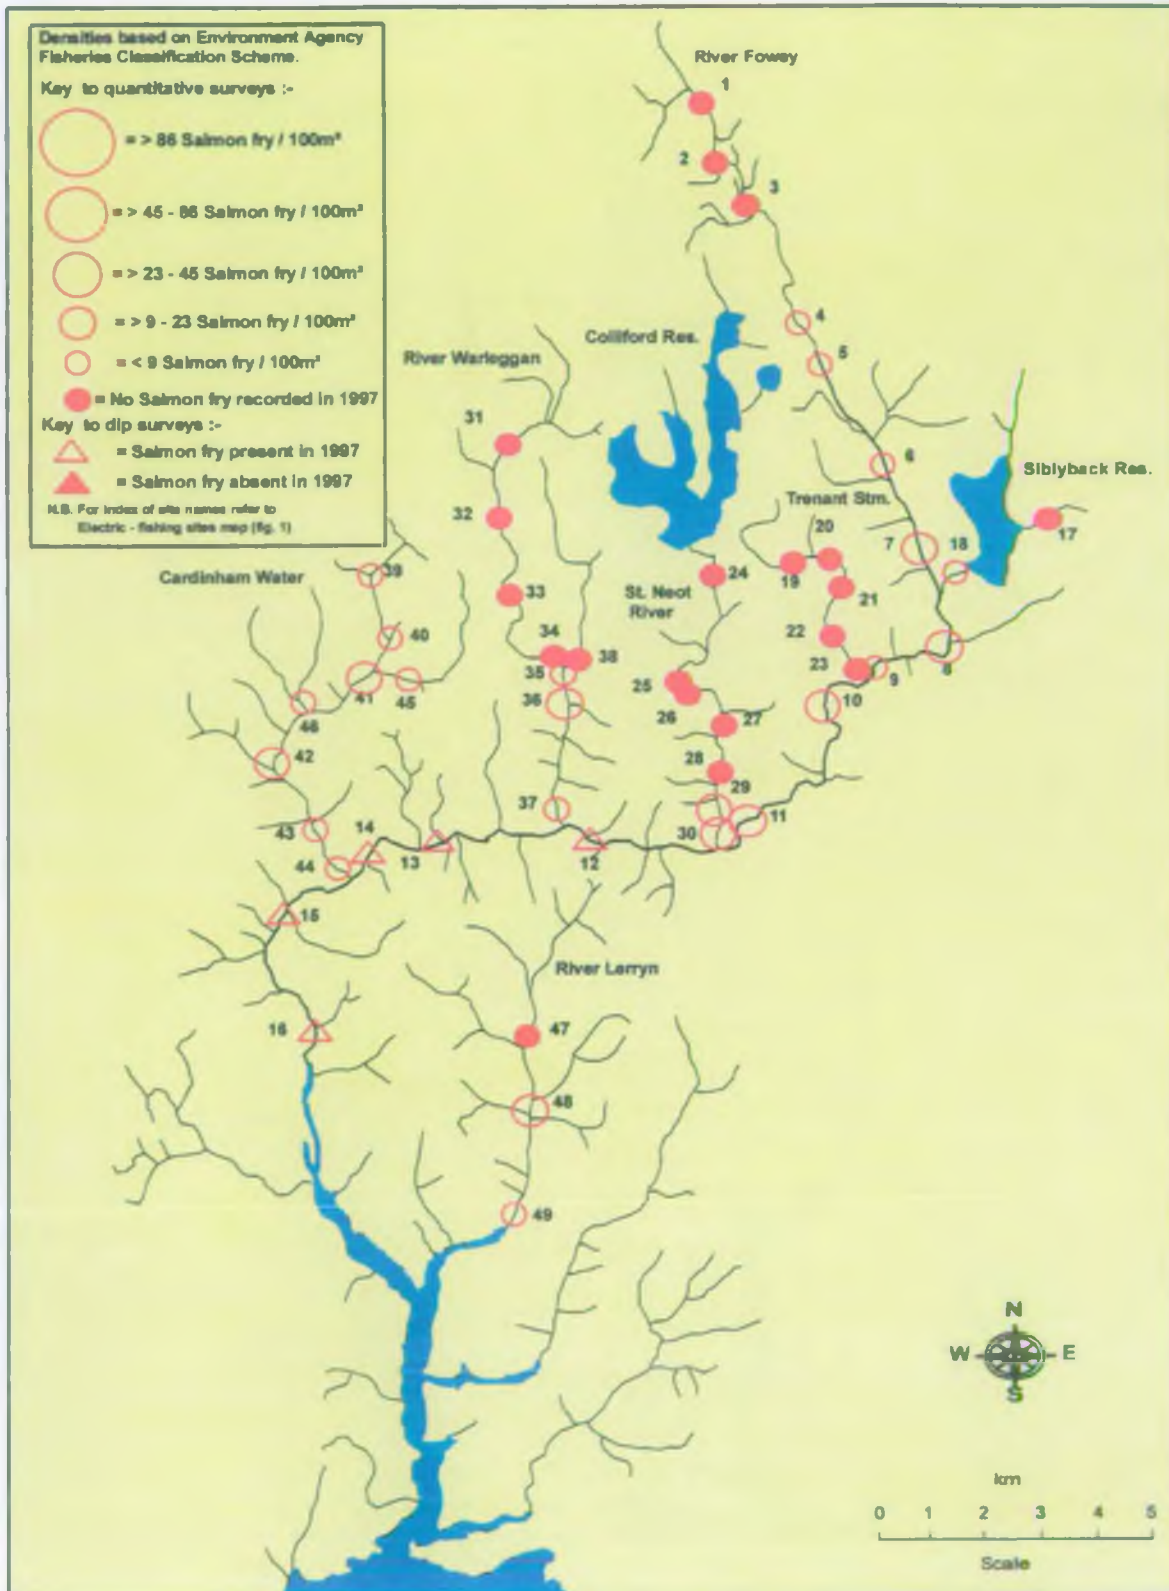 Densities based on Environment Agency
Fisheries Classification Scheme.
Key to quantitative surveys :-
= > 86 Salmon fry / 100m²
= > 45 - 86 Salmon fry / 100m²
= > 23 - 45 Salmon fry / 100m²
= > 9 - 23 Salmon fry / 100m²
= < 9 Salmon fry / 100m²
= No Salmon fry recorded in 1997
Key to dip surveys :-
= Salmon fry present in 1997
= Salmon fry absent in 1997
N.B. For index of site names refer to
Electric - fishing sites map (fig. 1)
River Fowey
1
2
3
4
Colliford Res.
River Warleggan
5
31
6
Siblyback Res.
Trenant Stm.
32
20
7
18
17
Cardinham Water
39
24
19
St. Neot
River
33
21
40
34
22
38
35
23
9
8
41
45
25
36
26
10
46
27
42
28
29
37
11
43
14
13
12
30
44
15
River Lerryn
16
47
48
49
N
W
E
S
km
0 1 2 3 4 5
Scale